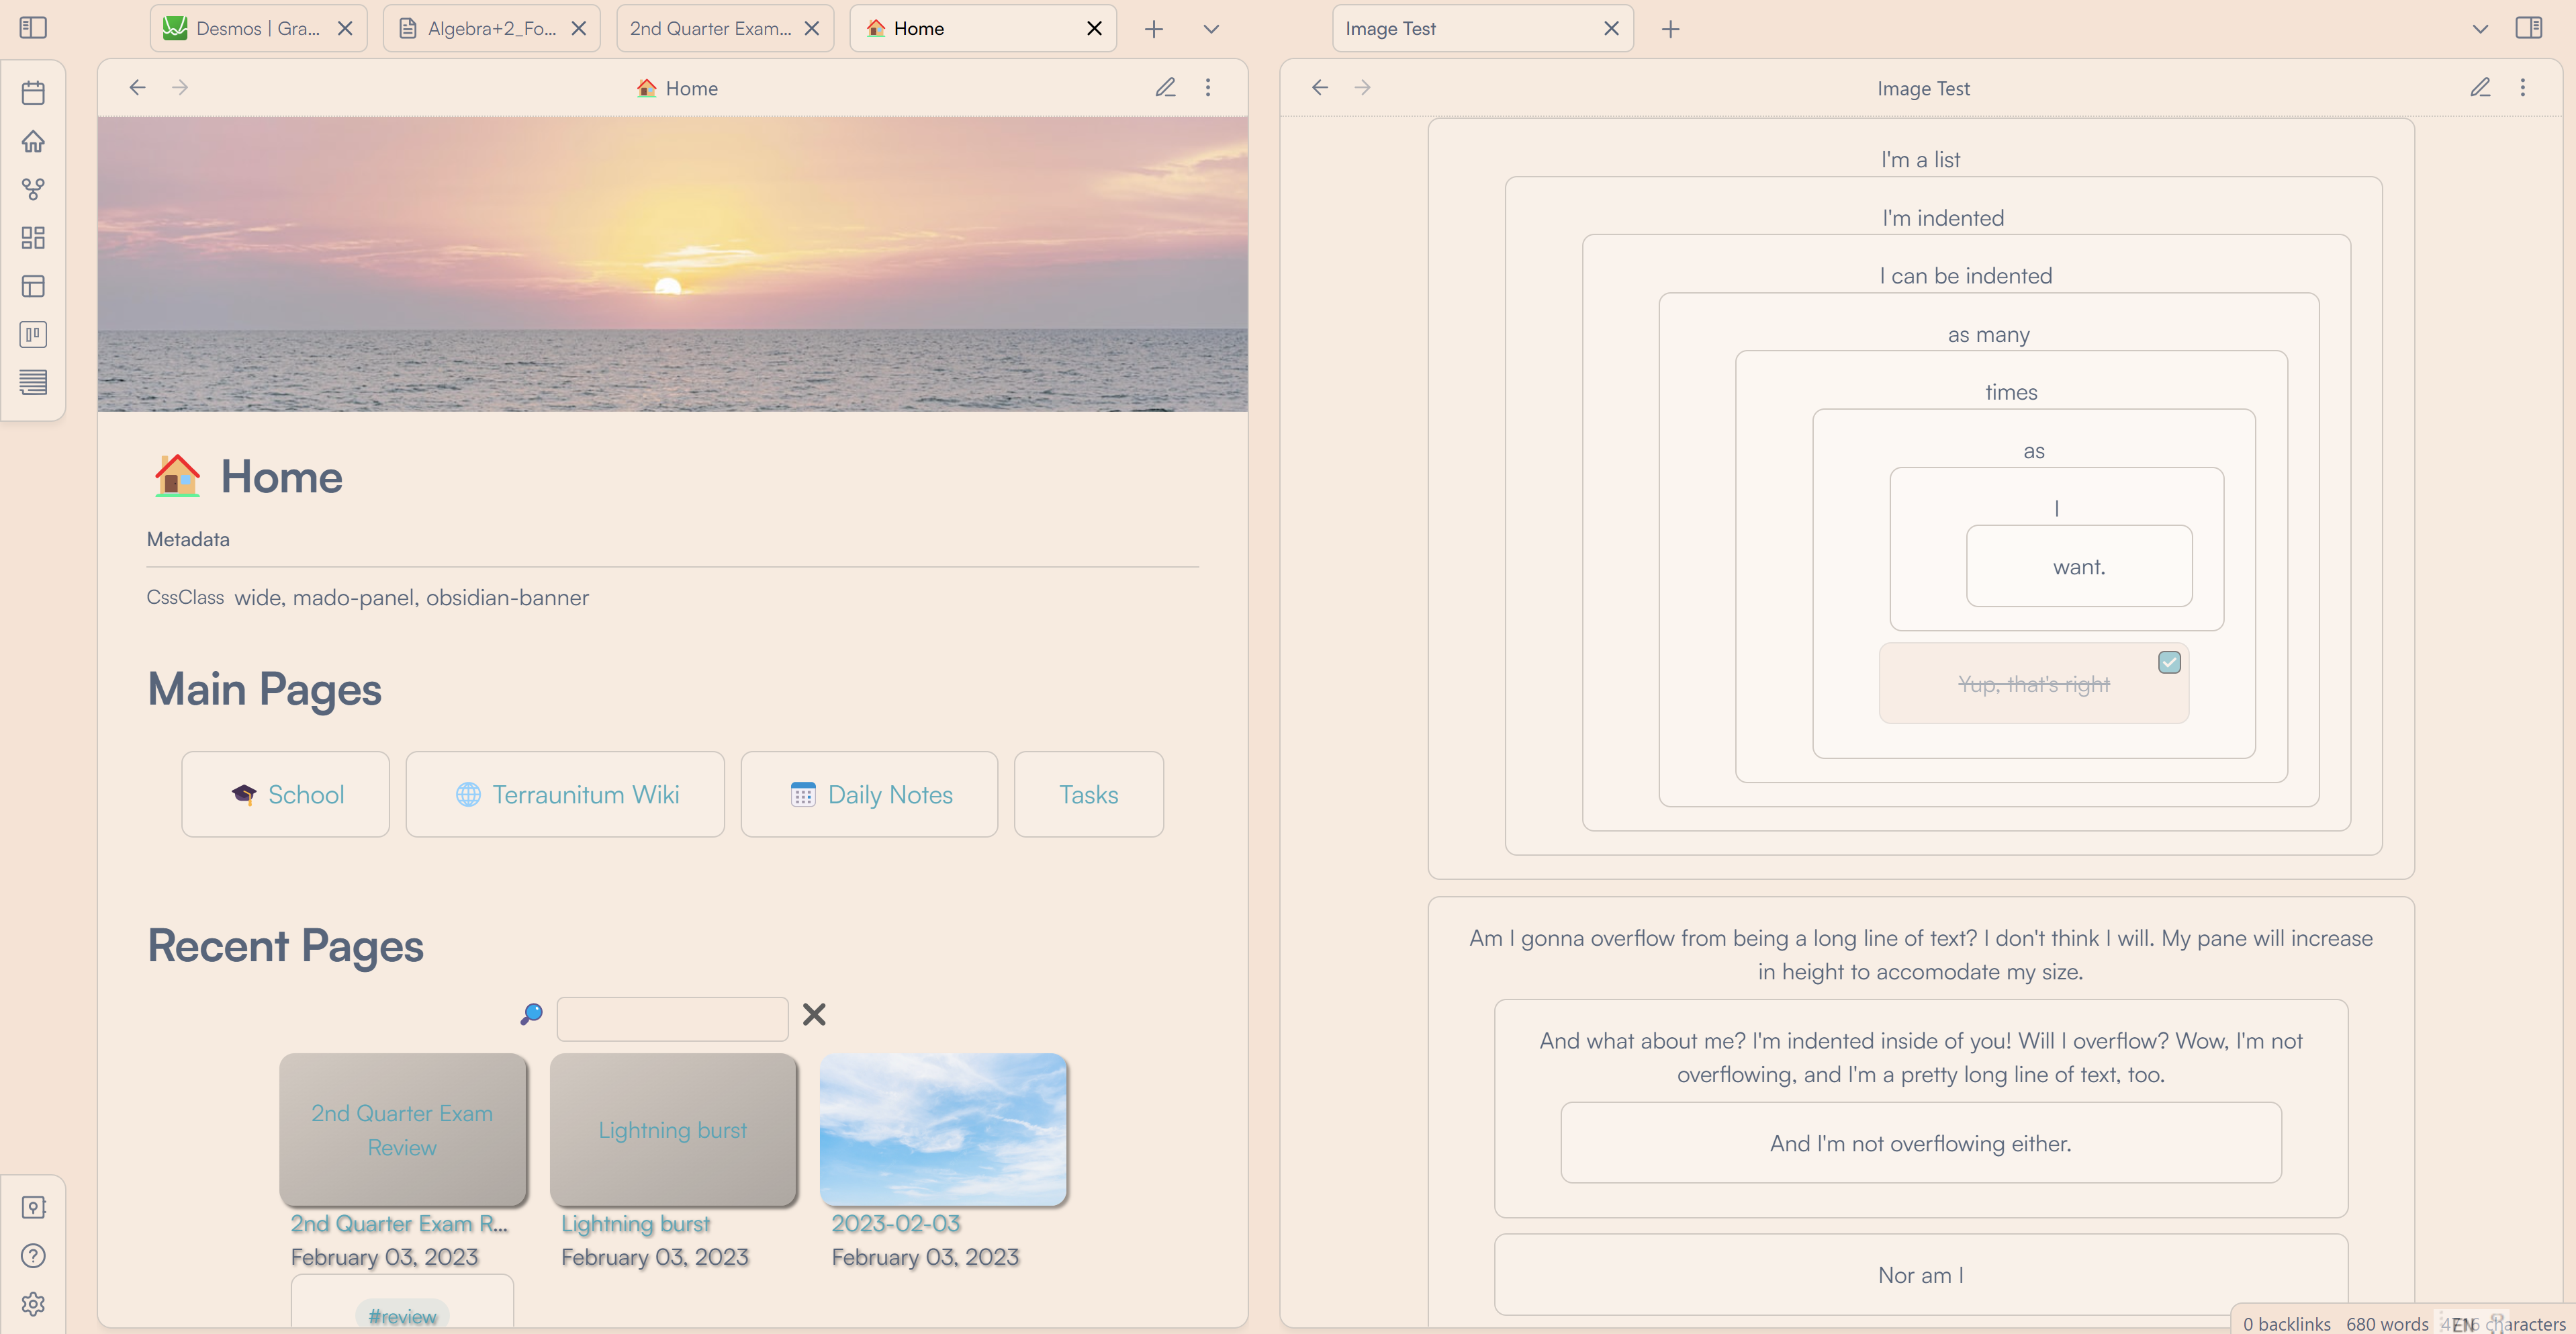 Desmos | Gra...
Algebra+2_Fo...
2nd Quarter Exam...
Home
Image Test
Home
Home
Metadata
CssClass wide, mado-panel, obsidian-banner
Main Pages
School
Terraunitum Wiki
Daily Notes
Tasks
Recent Pages
2nd Quarter Exam
Review
Lightning burst
2nd Quarter Exam R...
Lightning burst
2023-02-03
February 03, 2023
February 03, 2023
February 03, 2023
#review
Image Test
I'm a list
I'm indented
I can be indented
as many
times
as
I
want.
Yup, that's right
Am I gonna overflow from being a long line of text? I don't think I will. My pane will increase
in height to accomodate my size.
And what about me? I'm indented inside of you! Will I overflow? Wow, I'm not
overflowing, and I'm a pretty long line of text, too.
And I'm not overflowing either.
Nor am I
0 backlinks 680 words characters
EN